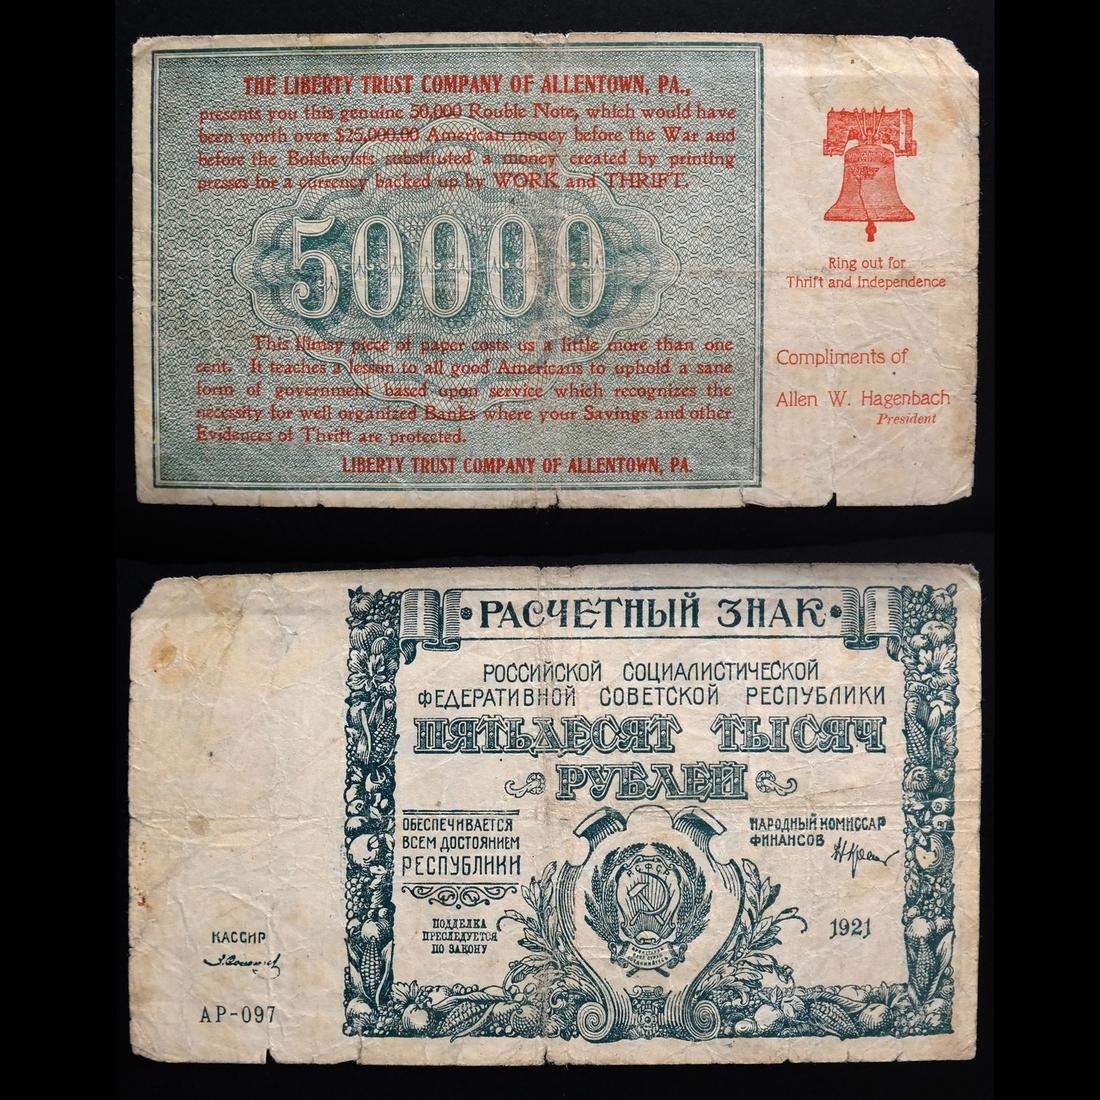 THE LIBERTY TRUST COMPANY OF ALLENTOWN, PA.,
presents you this genuine 50,000 Rouble Note, which would have
been worth over $25,000.00 American money before the War and
before the Bolshevists substituted a money created by printing
presses for a currency backed up by WORK and THRIFT.
50000
This flimsy piece of paper costs us a little more than one
cent. It teaches a lesson to all good Americans to uphold a sane
form of government based upon service which recognizes the
necessity for well organized Banks where your Savings and other
Evidences of Thrift are protected.
LIBERTY TRUST COMPANY OF ALLENTOWN, PA.
Ring out for
Thrift and Independence
Compliments of
Allen W. Hagenbach
President
РАСЧЕТНЫЙ ЗНАК
РОССИЙСКОЙ СОЦИАЛИСТИЧЕСКОЙ
ФЕДЕРАТИВНОЙ СОВЕТСКОЙ РЕСПУБЛИКИ
ПЯТЬДЕСЯТ ТЫСЯЧ
РУБЛЕЙ
ОБЕСПЕЧИВАЕТСЯ
ВСЕМ ДОСТОЯНИЕМ
РЕСПУБЛИКИ
НАРОДНЫЙ КОМИССАР
ФИНАНСОВ
Р.С.Ф.С.Р.
ПОДДЕЛКА
ПРЕСЛЕДУЕТСЯ
ПО ЗАКОНУ
1921
КАССИР
АР-097